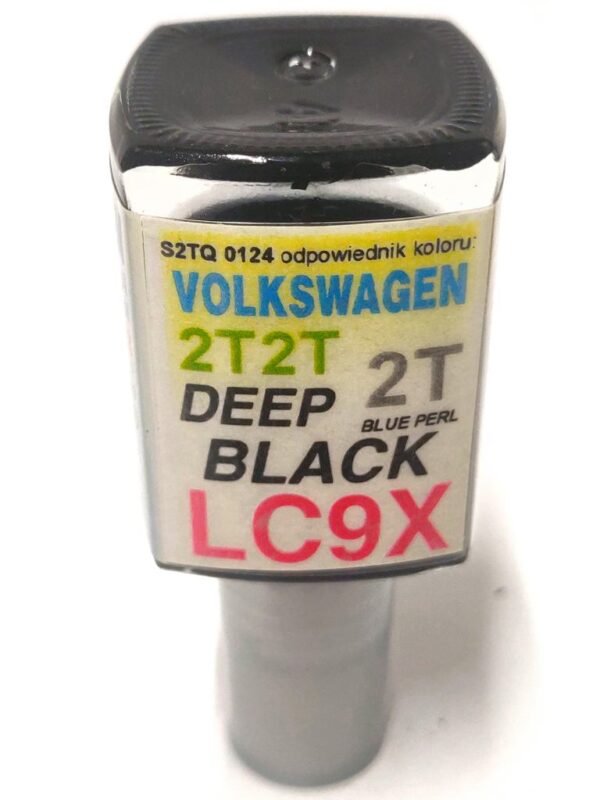 S2TQ 0124 odpowiednik koloru:
VOLKSWAGEN
2T2T
2T
DEEP
BLUE PERL
BLACK
LC9X